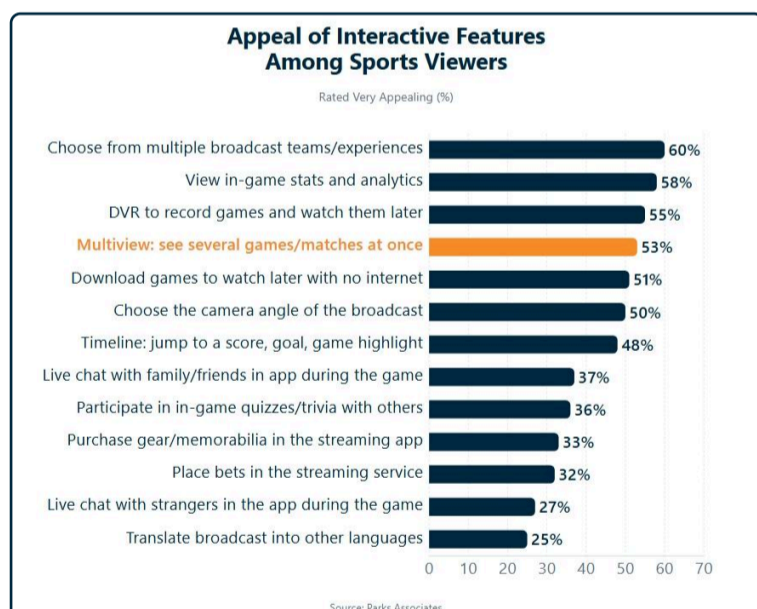 Appeal of Interactive Features
Among Sports Viewers
Rated Very Appealing (%)
Choose from multiple broadcast teams/experiences 60%
View in-game stats and analytics 58%
DVR to record games and watch them later 55%
Multiview: see several games/matches at once 53%
Download games to watch later with no internet 51%
Choose the camera angle of the broadcast 50%
Timeline: jump to a score, goal, game highlight 48%
Live chat with family/friends in app during the game 37%
Participate in in-game quizzes/trivia with others 36%
Purchase gear/memorabilia in the streaming app 33%
Place bets in the streaming service 32%
Live chat with strangers in the app during the game 27%
Translate broadcast into other languages 25%
0 10 20 30 40 50 60 70
Source: Parks Associates